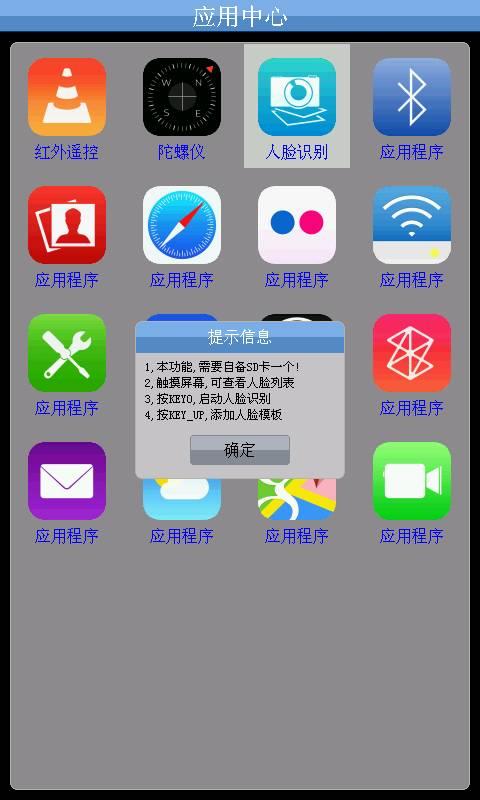 应用中心
红外遥控
陀螺仪
人脸识别
应用程序
应用程序
应用程序
应用程序
应用程序
应用程序
应用程序
提示信息
1,本功能,需要自备SD卡一个!
2,触摸屏幕,可查看人脸列表
3,按KEY0,启动人脸识别
4,按KEY_UP,添加人脸模板
确定
应用程序
应用程序
应用程序
应用程序